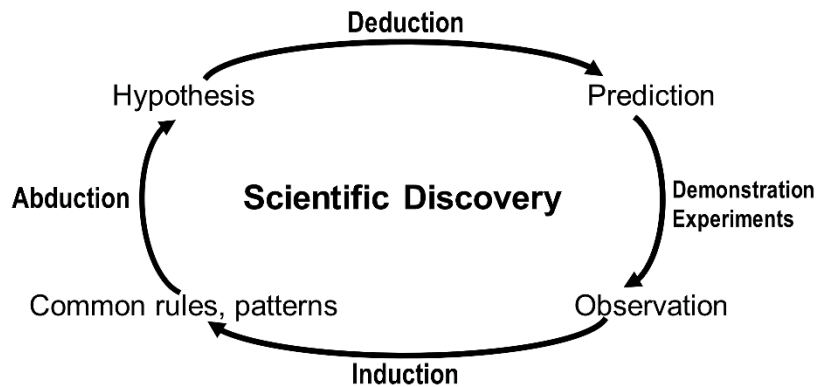 Deduction
Hypothesis
Prediction
Abduction
Scientific Discovery
Demonstration
Experiments
Common rules, patterns
Observation
Induction